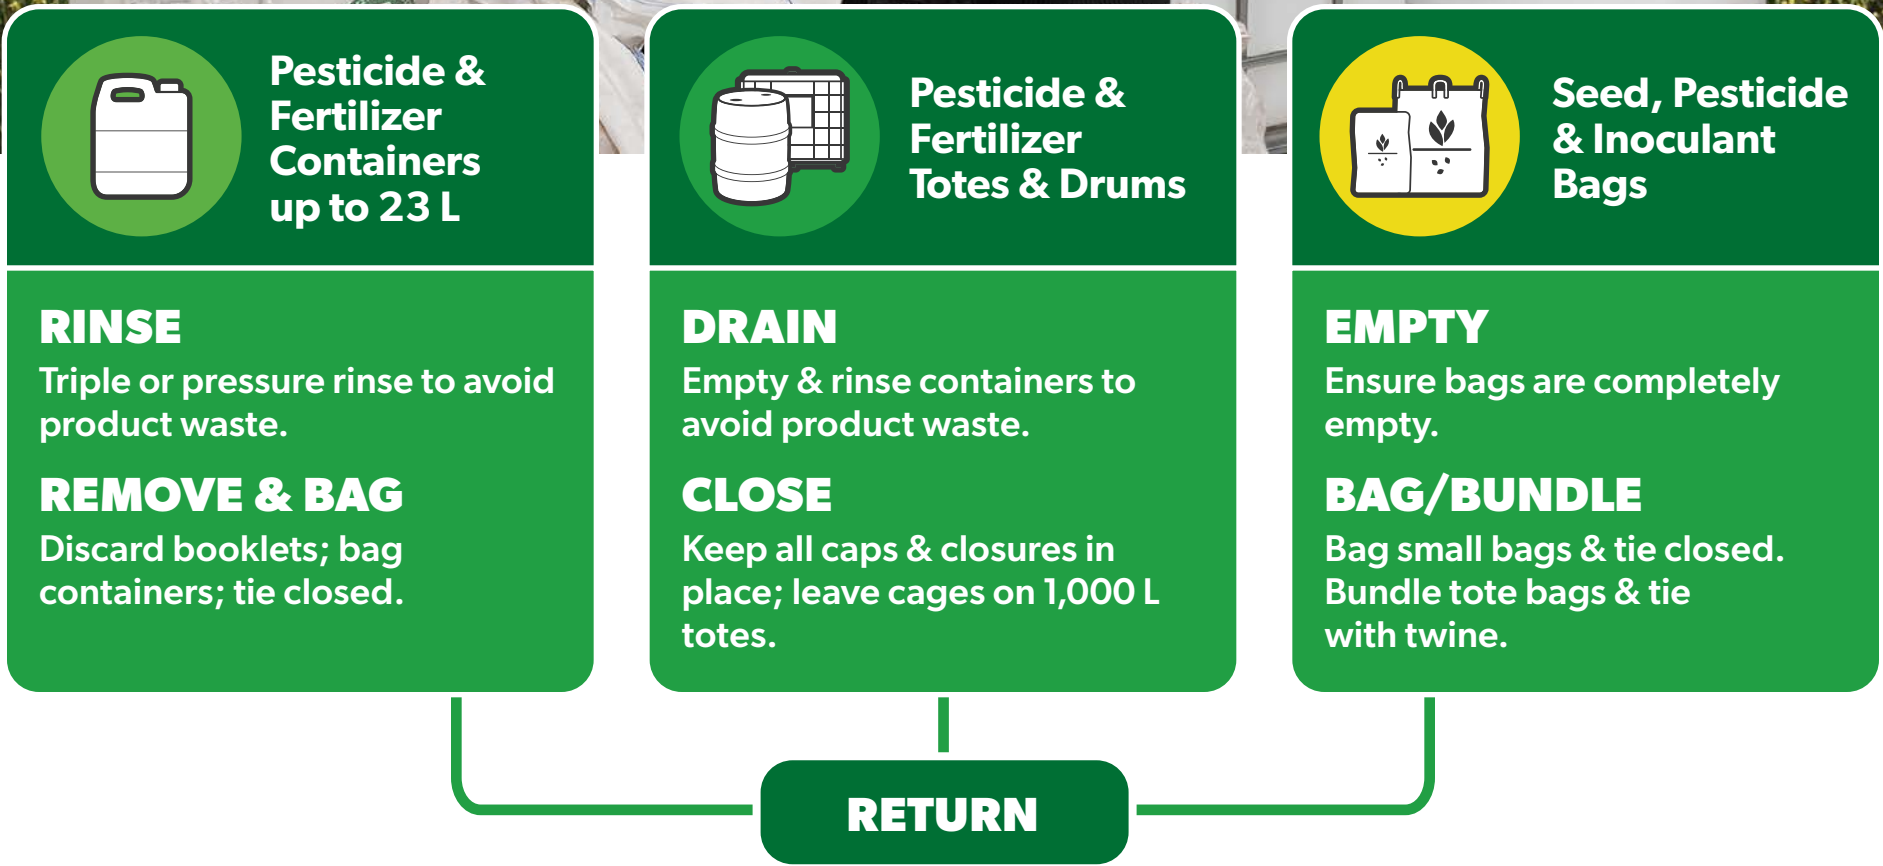 Pesticide &
Fertilizer
Containers
up to 23 L
RINSE
Triple or pressure rinse to avoid
product waste.
REMOVE & BAG
Discard booklets; bag
containers; tie closed.
Pesticide &
Fertilizer
Totes & Drums
DRAIN
Empty & rinse containers to
avoid product waste.
CLOSE
Keep all caps & closures in
place; leave cages on 1,000 L
totes.
Seed, Pesticide
& Inoculant
Bags
EMPTY
Ensure bags are completely
empty.
BAG/BUNDLE
Bag small bags & tie closed.
Bundle tote bags & tie
with twine.
RETURN